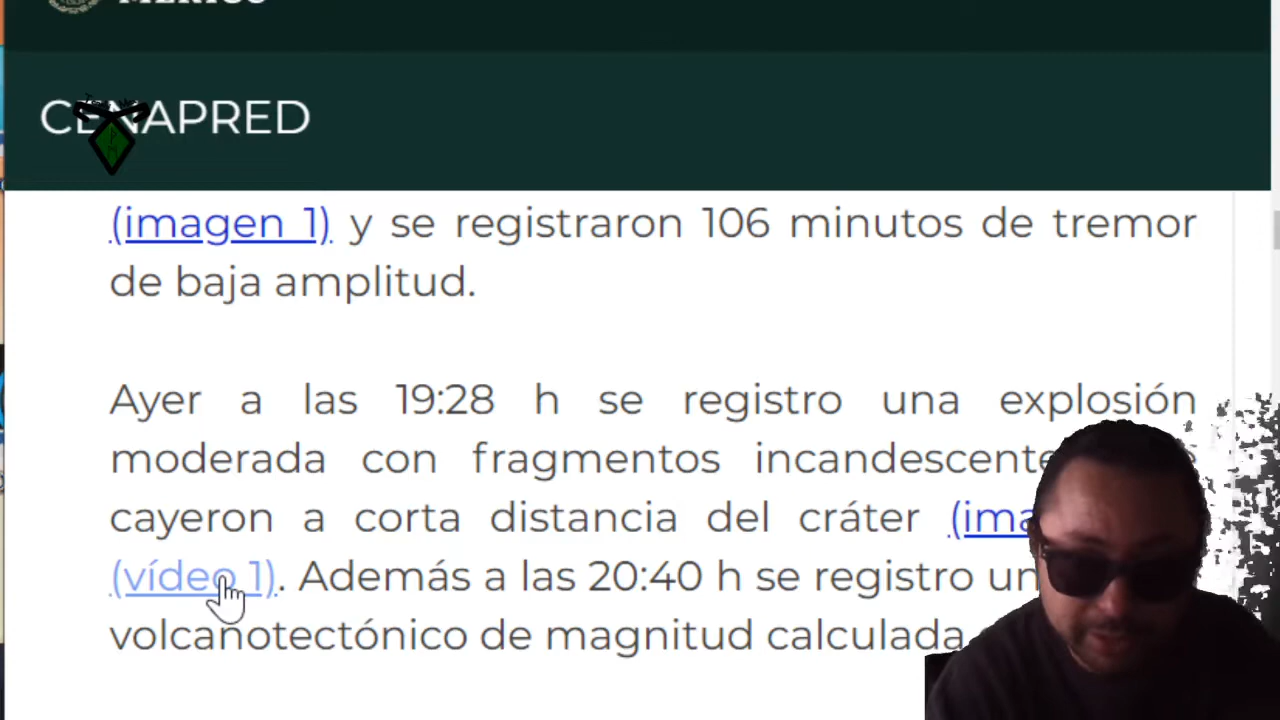 MÉXICO
CENAPRED
(imagen 1) y se registraron 106 minutos de tremor
de baja amplitud.
Ayer a las 19:28 h se registro una explosión
moderada con fragmentos
cayeron a corta distancia del cráter
(vídeo 1). Además a las 20:40 h se registro
volcanotectónico de magnitud calculada